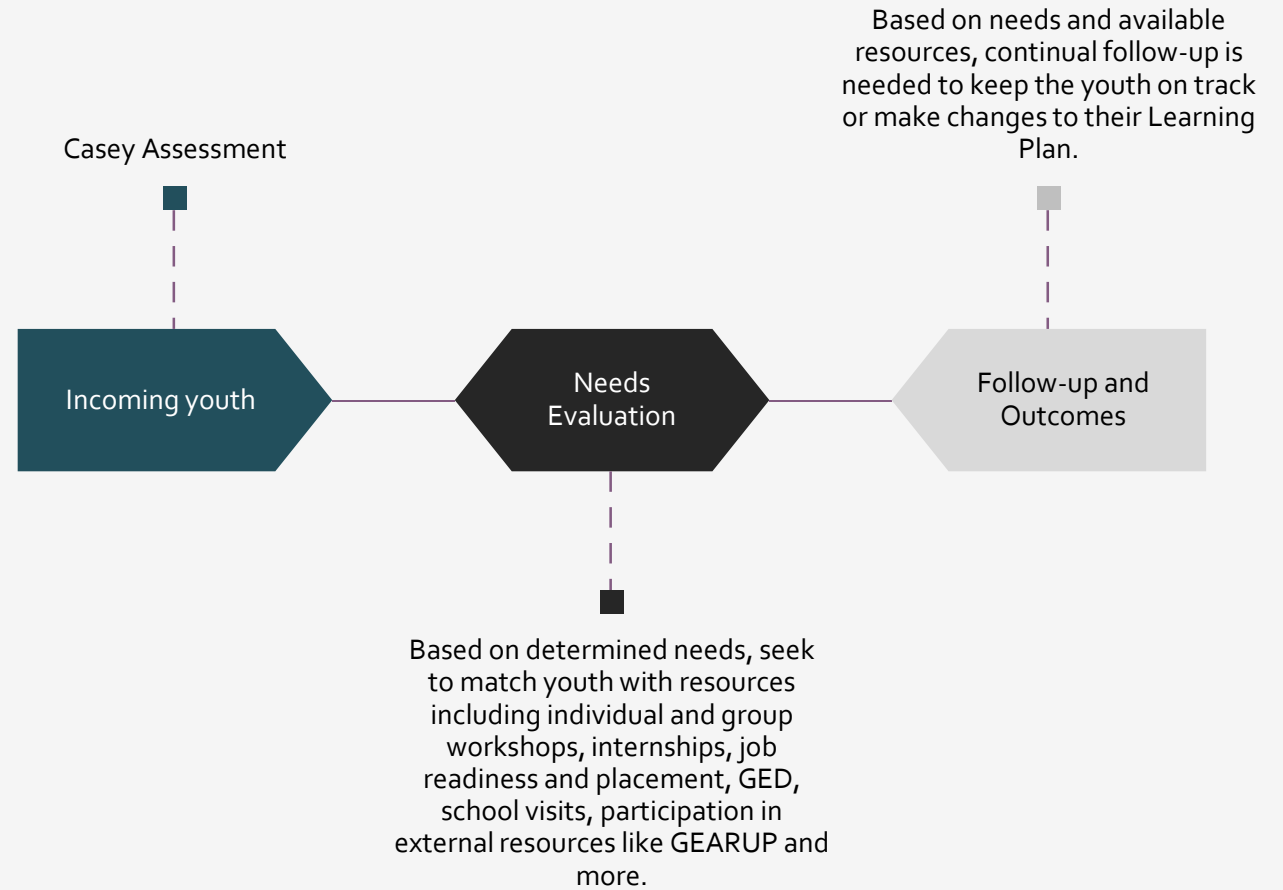 Based on needs and available
resources, continual follow-up is
needed to keep the youth on track
or make changes to their Learning
Plan.
Casey Assessment
Incoming youth
Needs
Evaluation
Follow-up and
Outcomes
Based on determined needs, seek
to match youth with resources
including individual and group
workshops, internships, job
readiness and placement, GED,
school visits, participation in
external resources like GEARUP and
more.